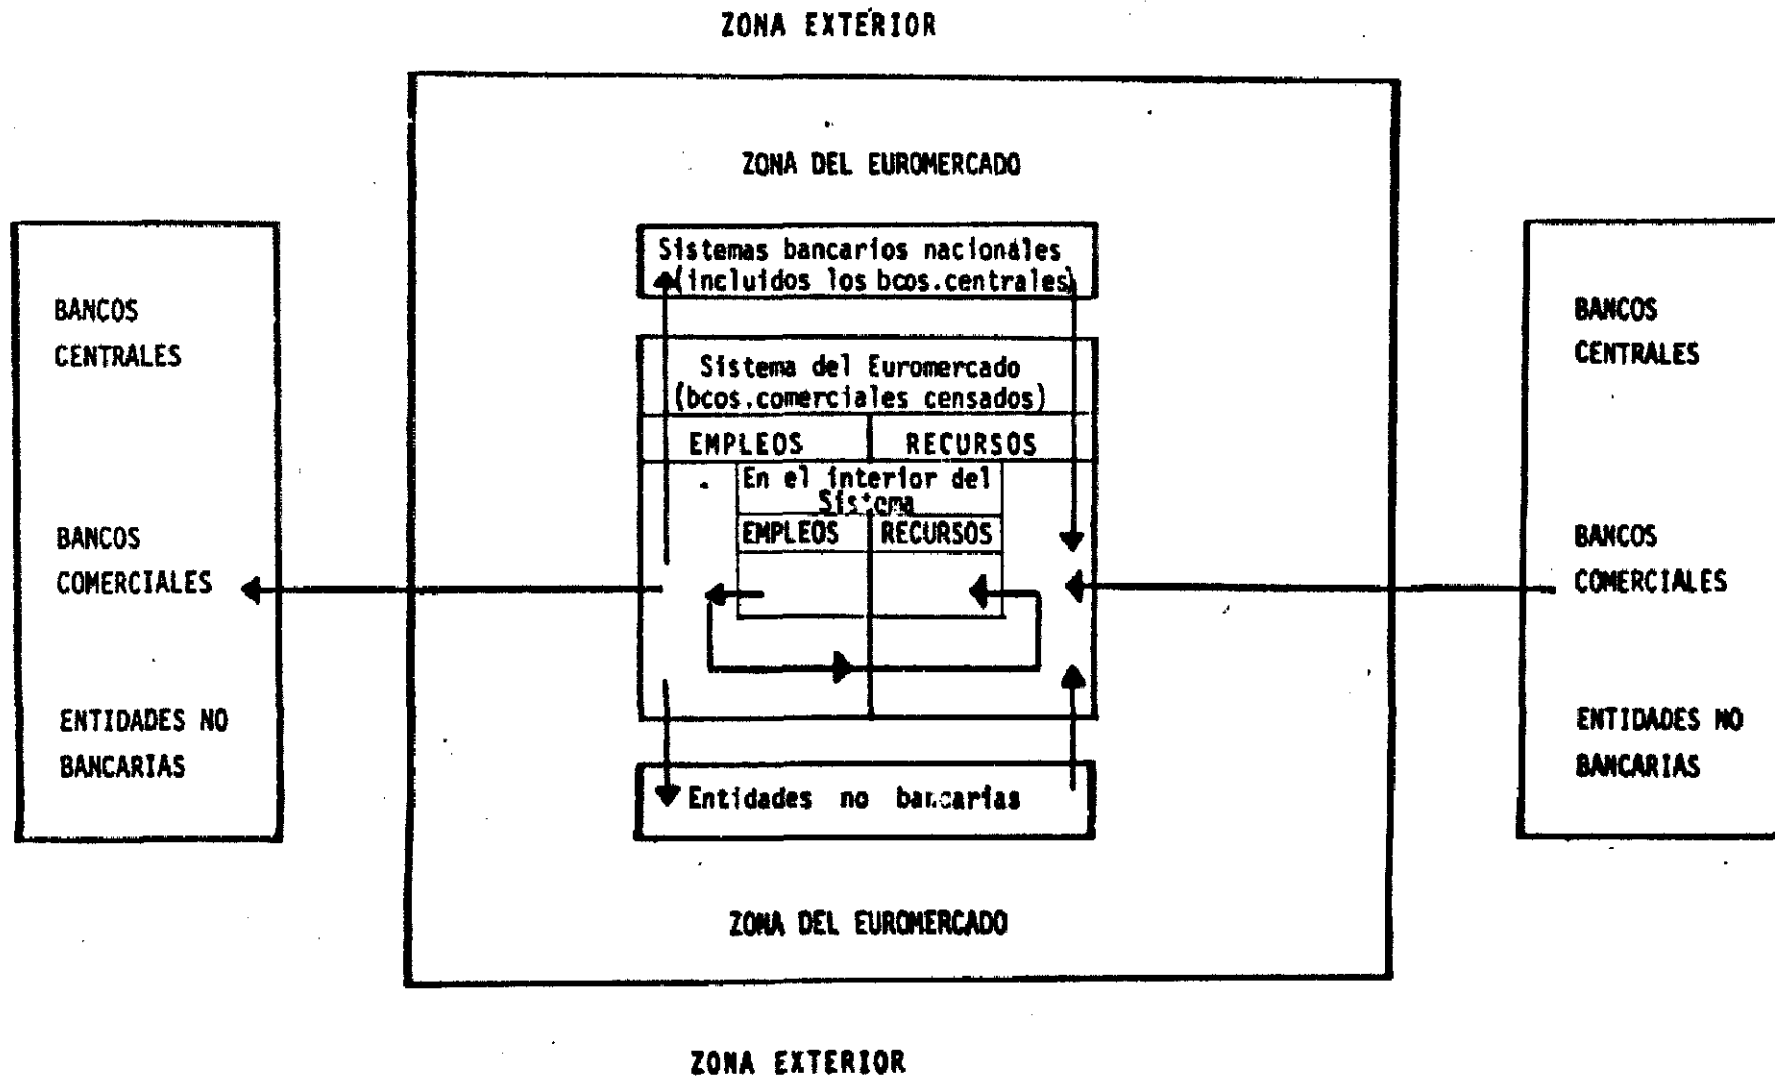 ZONA EXTERIOR
ZONA DEL EUROMERCADO
BANCOS
CENTRALES
BANCOS
COMERCIALES
ENTIDADES NO
BANCARIAS
Sistemas bancarios nacionales
(incluidos los bcos.centrales)
Sistema del Euromercado
(bcos.comerciales censados)
EMPLEOS RECURSOS
En el interior del
Sistema
EMPLEOS RECURSOS
Entidades no bancarias
BANCOS
CENTRALES
BANCOS
COMERCIALES
ENTIDADES NO
BANCARIAS
ZONA DEL EUROMERCADO
ZONA EXTERIOR